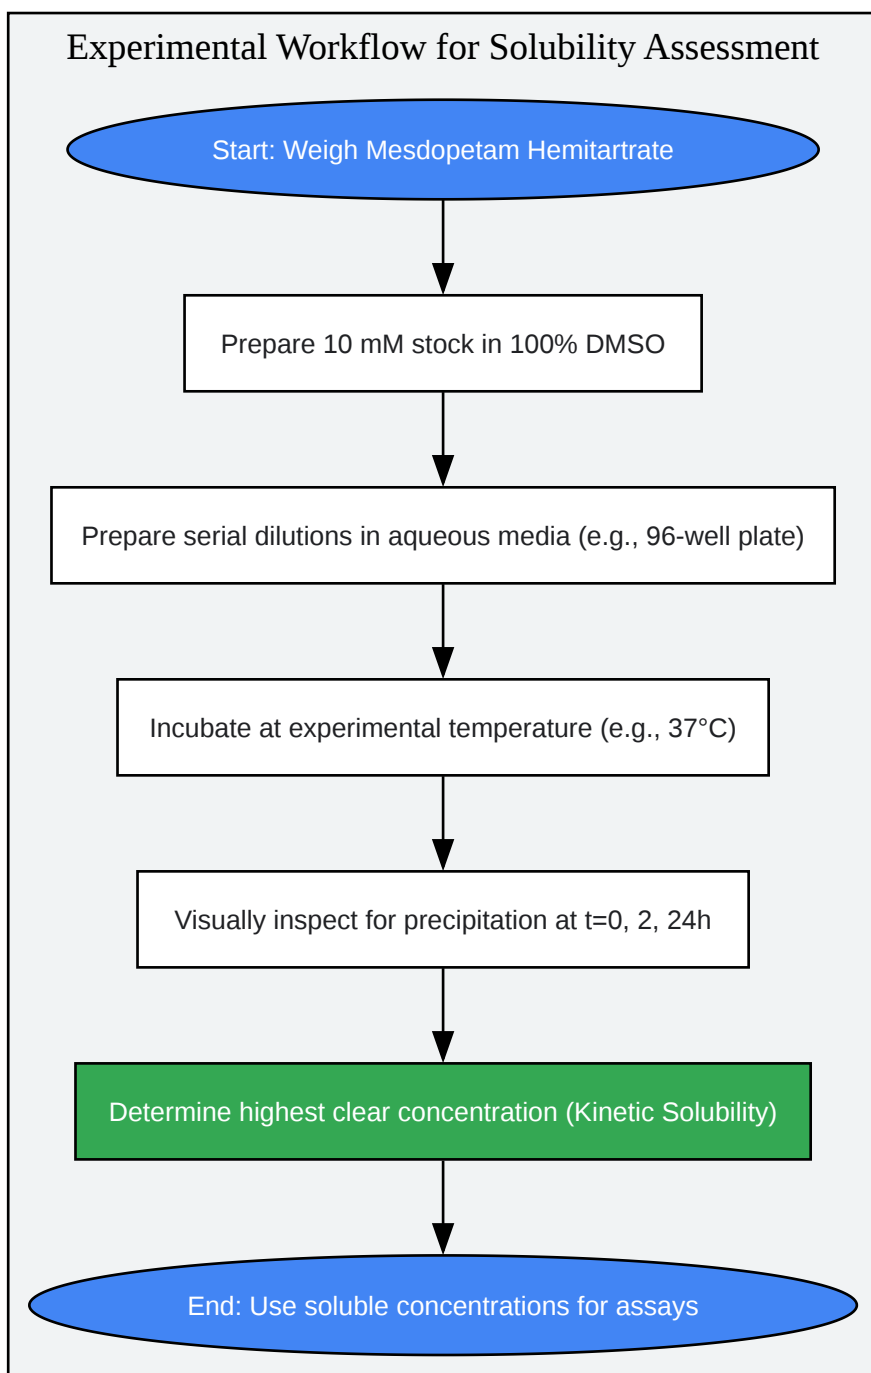 Experimental Workflow for Solubility Assessment
Start: Weigh Mesdopetam Hemitartrate
Prepare 10 mM stock in 100% DMSO
Prepare serial dilutions in aqueous media (e.g., 96-well plate)
Incubate at experimental temperature (e.g., 37°C)
Visually inspect for precipitation at t=0, 2, 24h
Determine highest clear concentration (Kinetic Solubility)
End: Use soluble concentrations for assays